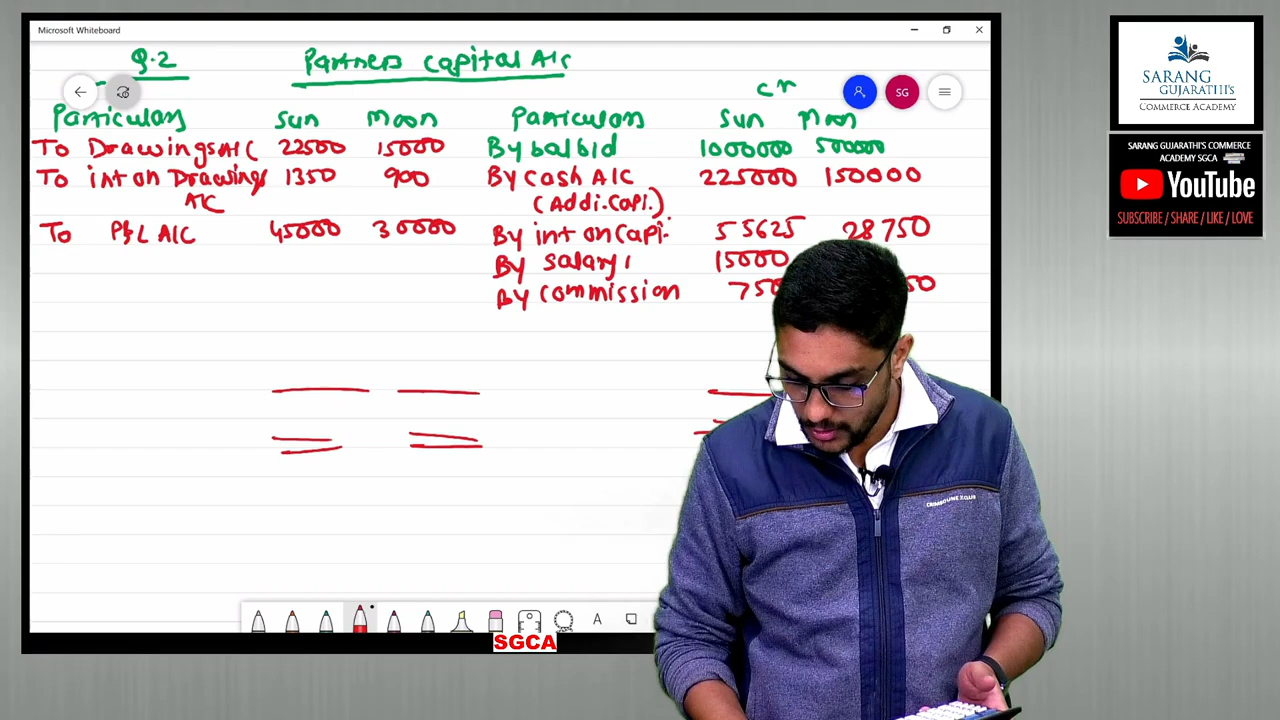 Microsoft Whiteboard
Q.2 Partners Capital A/c
SG
Cr
Particulars Sun Moon Particulars Sun Moon
To Drawings A/C 22500 15000 By bal b/d 1000000 500000
To int on Drawings A/C 1350 900 By Cash A/C (Addi. Capi.) 225000 150000
To P&L A/C 45000 30000 By int on Capi. 55625 28750
By salary 15000
By Commission
A
SGCA
SARANG
GUJARATHI'S
COMMERCE ACADEMY
SARANG GUJARATHI'S COMMERCE
ACADEMY SGCA
YouTube
SUBSCRIBE / SHARE / LIKE / LOVE